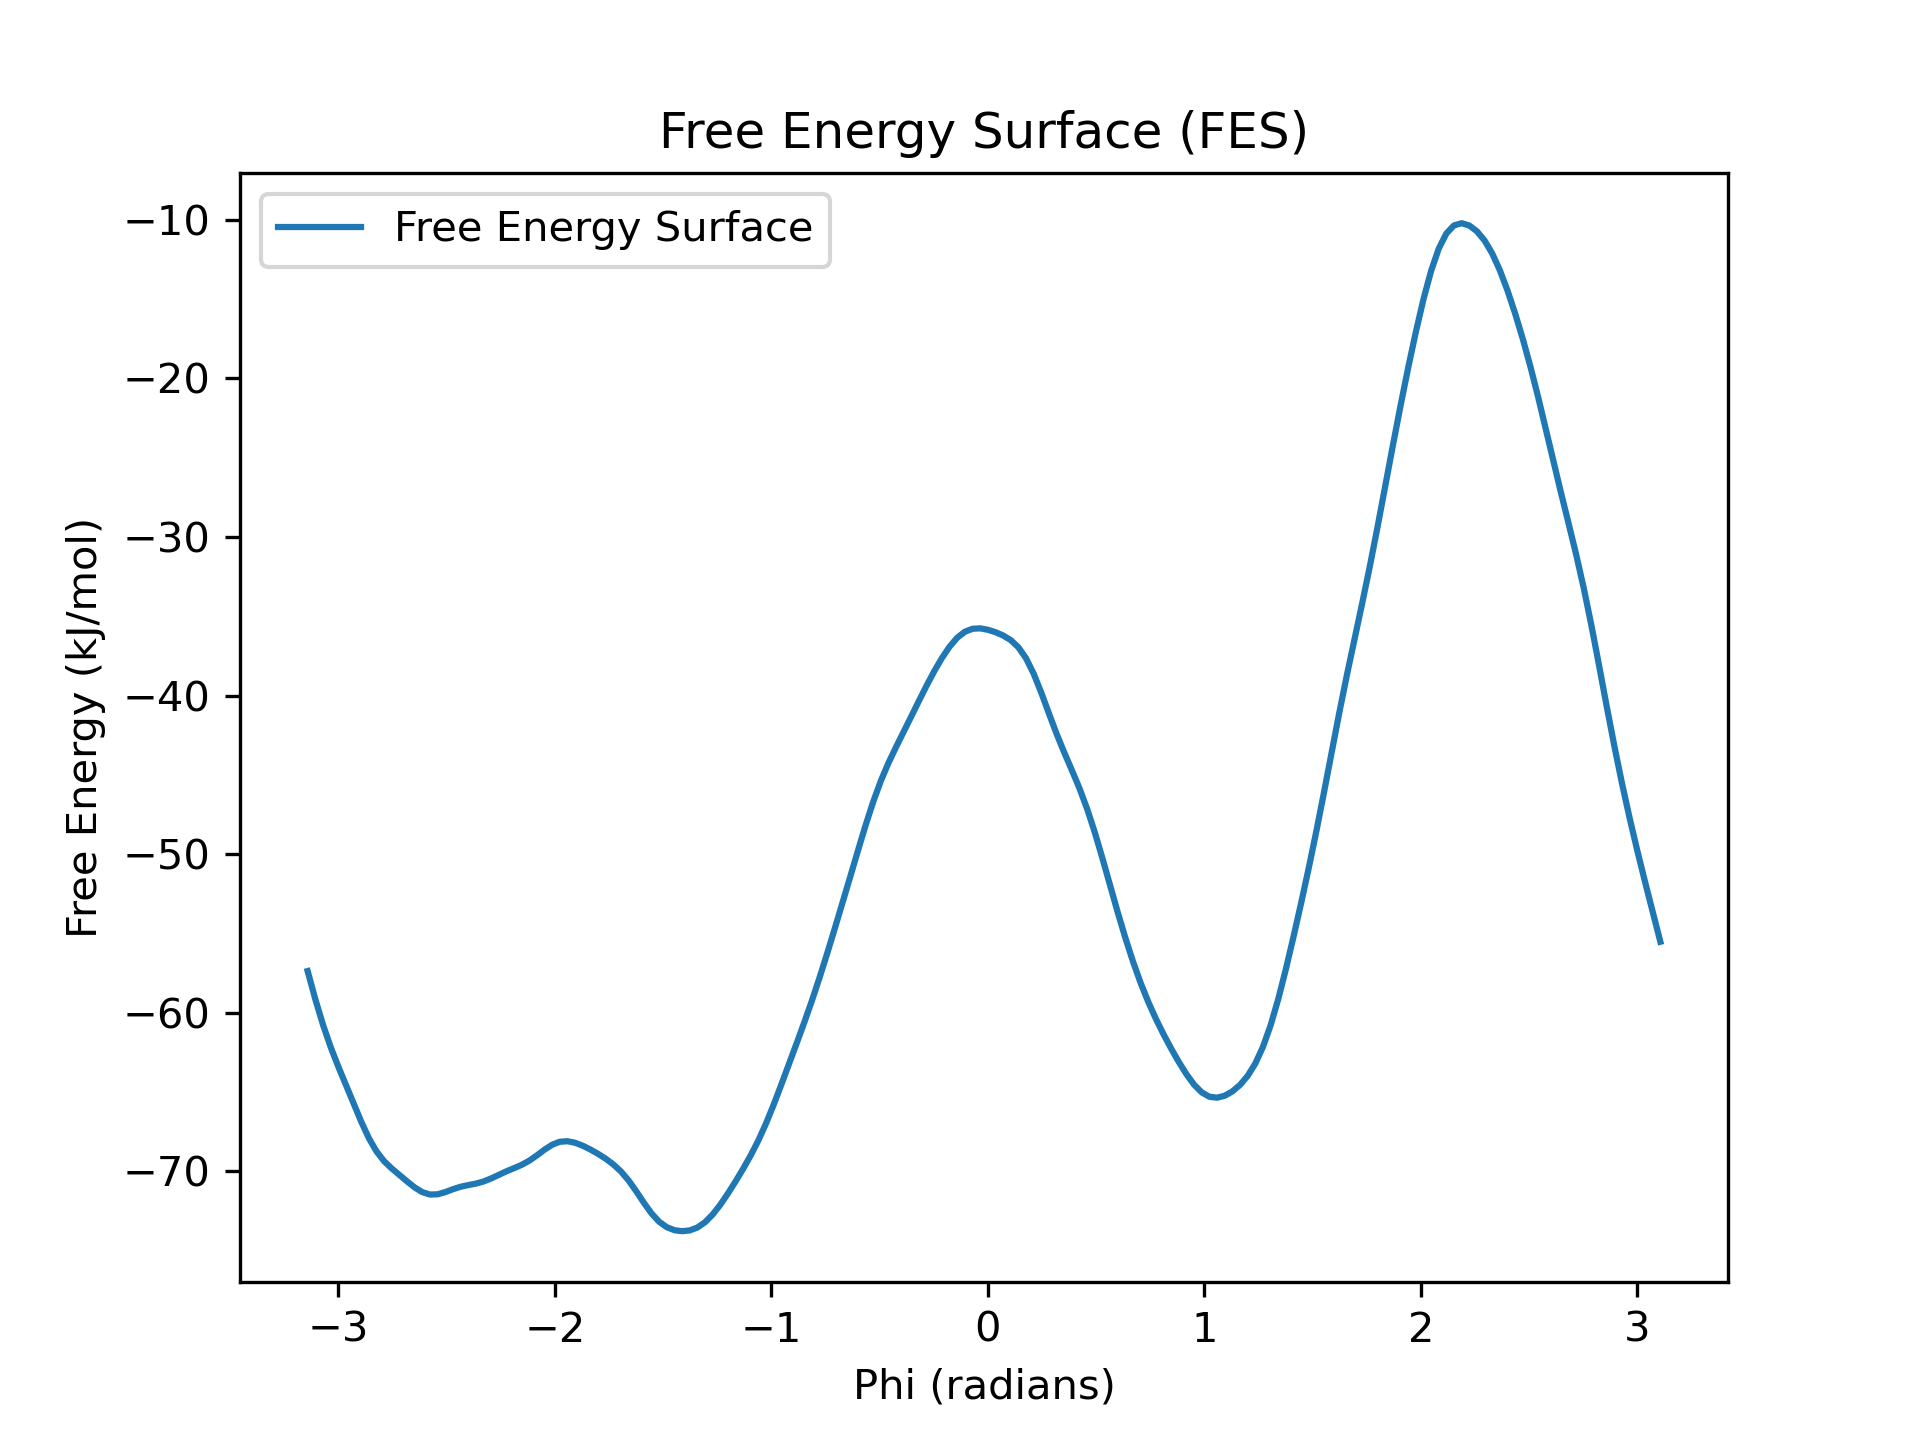 Free Energy Surface (FES)
Free Energy Surface
−10
−20
−30
−40
−50
−60
−70
Free Energy (kJ/mol)
−3 −2 −1 0 1 2 3
Phi (radians)